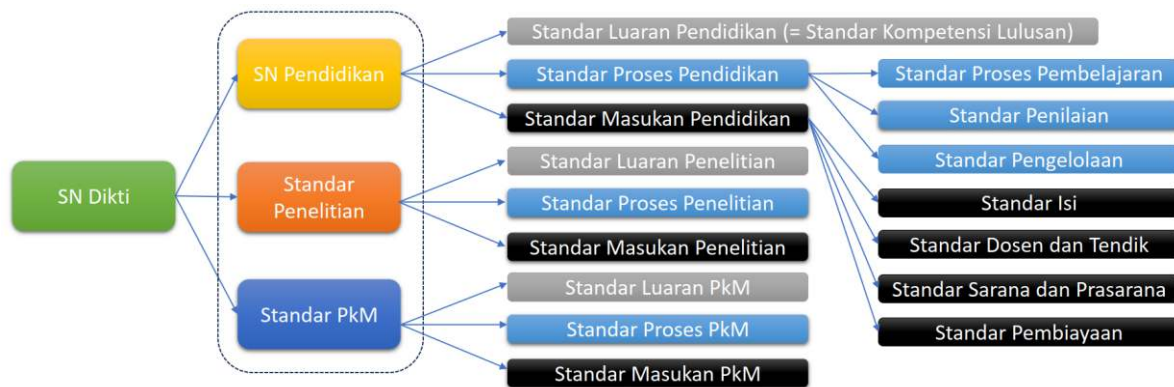 SN Dikti
SN Pendidikan
Standar
Penelitian
Standar PkM
Standar Luaran Pendidikan (= Standar Kompetensi Lulusan)
Standar Proses Pendidikan
Standar Masukan Pendidikan
Standar Luaran Penelitian
Standar Proses Penelitian
Standar Masukan Penelitian
Standar Luaran PkM
Standar Proses PkM
Standar Masukan PkM
Standar Proses Pembelajaran
Standar Penilaian
Standar Pengelolaan
Standar Isi
Standar Dosen dan Tendik
Standar Sarana dan Prasarana
Standar Pembiayaan